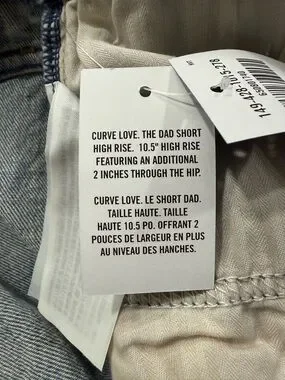 CURVE LOVE. THE DAD SHORT
HIGH RISE. 10.5" HIGH RISE
FEATURING AN ADDITIONAL
2 INCHES THROUGH THE HIP.
CURVE LOVE. LE SHORT DAD.
TAILLE HAUTE. TAILLE
HAUTE 10.5 PO. OFFRANT 2
POUCES DE LARGEUR EN PLUS
AU NIVEAU DES HANCHES.